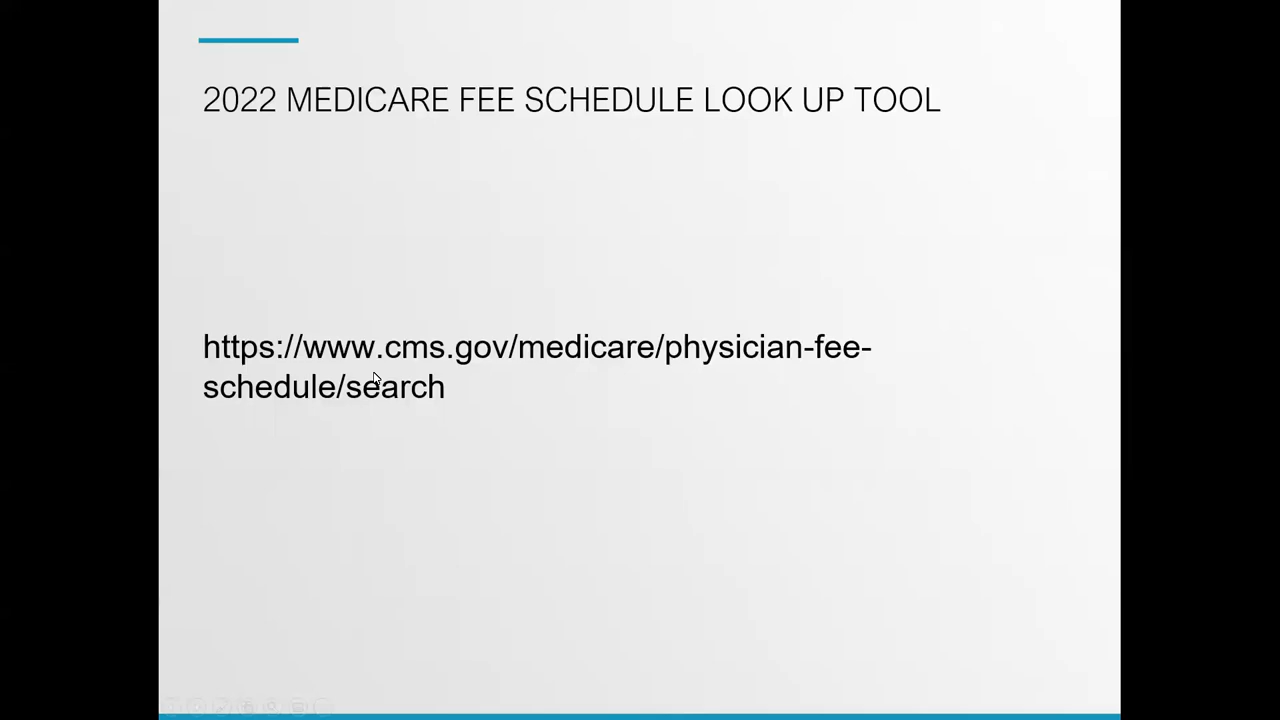 2022 MEDICARE FEE SCHEDULE LOOK UP TOOL
https://www.cms.gov/medicare/physician-fee-
schedule/search